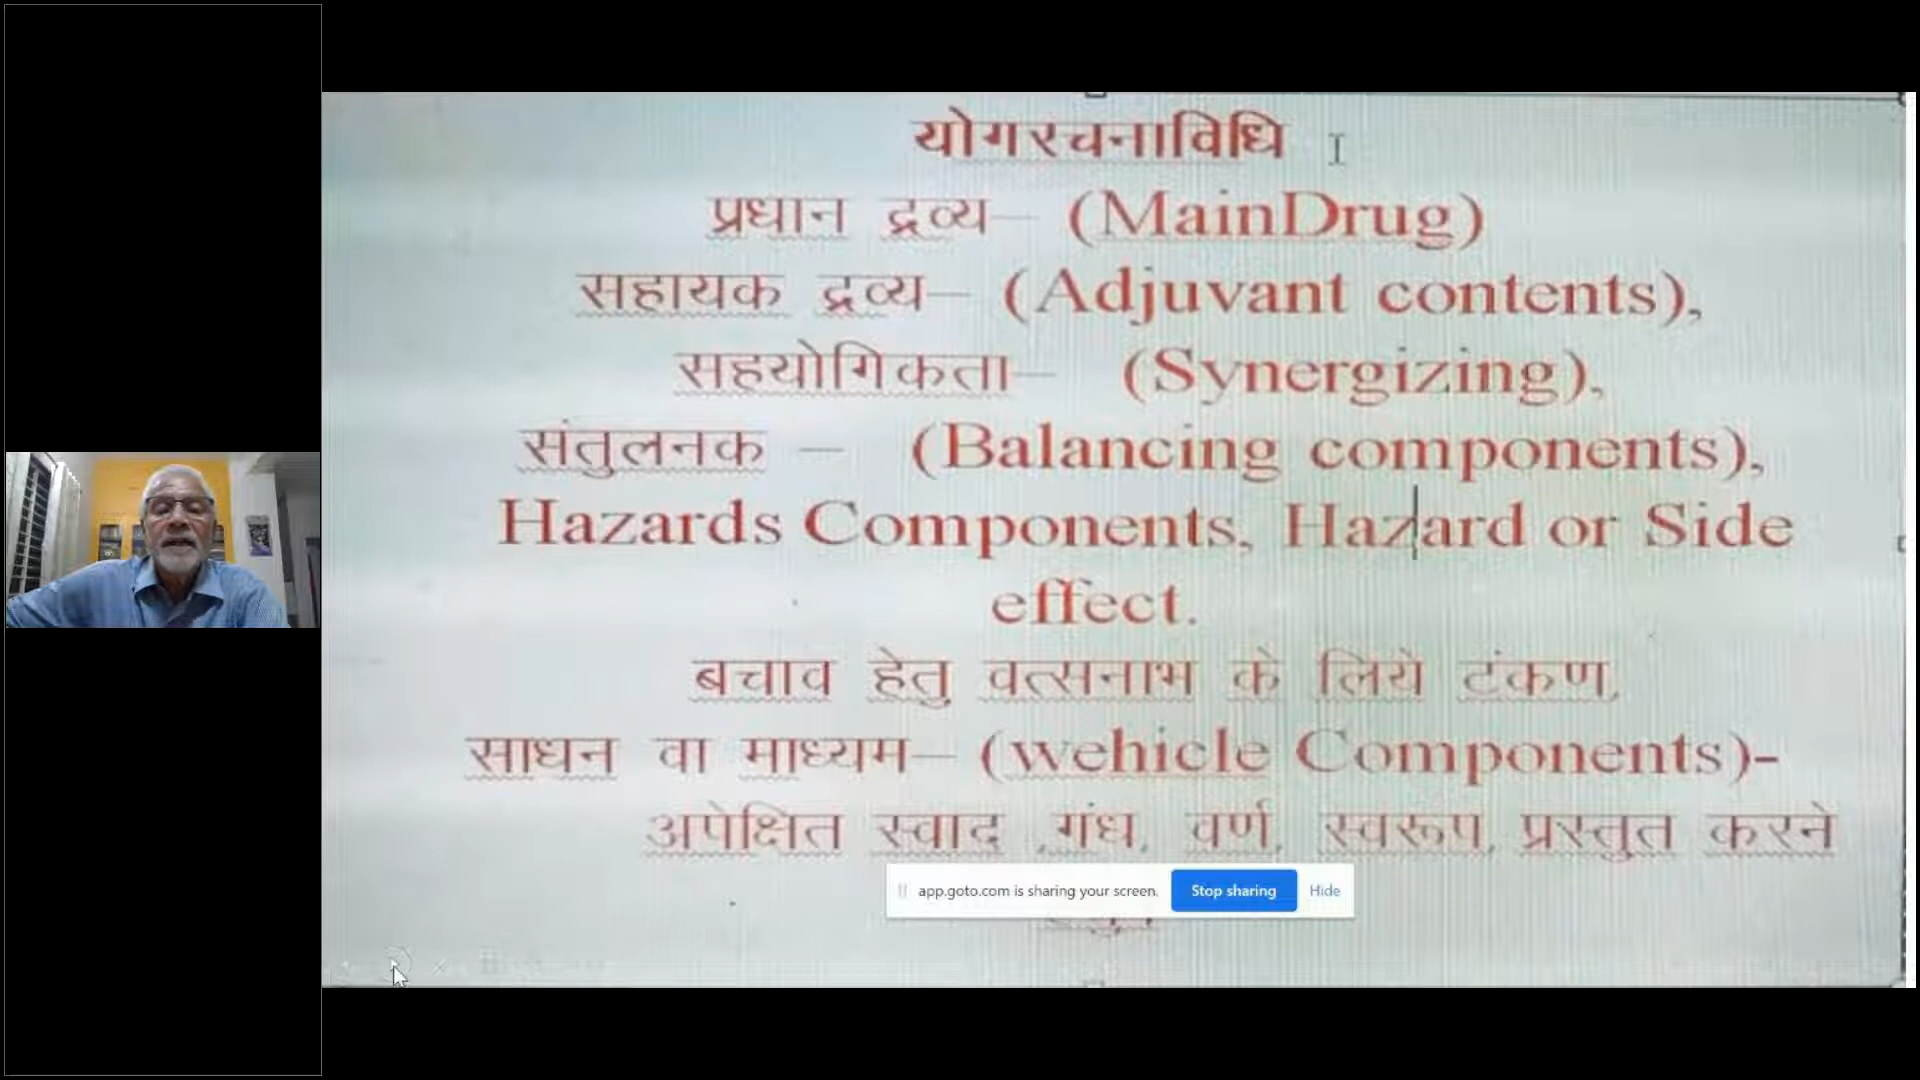 योगरचनाविधि
प्रधान द्रव्य– (MainDrug)
सहायक द्रव्य– (Adjuvant contents),
सहयोगिकता– (Synergizing),
संतुलनक – (Balancing components),
Hazards Components, Hazard or Side
effect.
बचाव हेतु वत्सनाभ के लिये टंकण,
साधन वा माध्यम– (wehicle Components)-
अपेक्षित स्वाद ,गंध, वर्ण, स्वरूप, प्रस्तुत करने
app.goto.com is sharing your screen. Stop sharing Hide